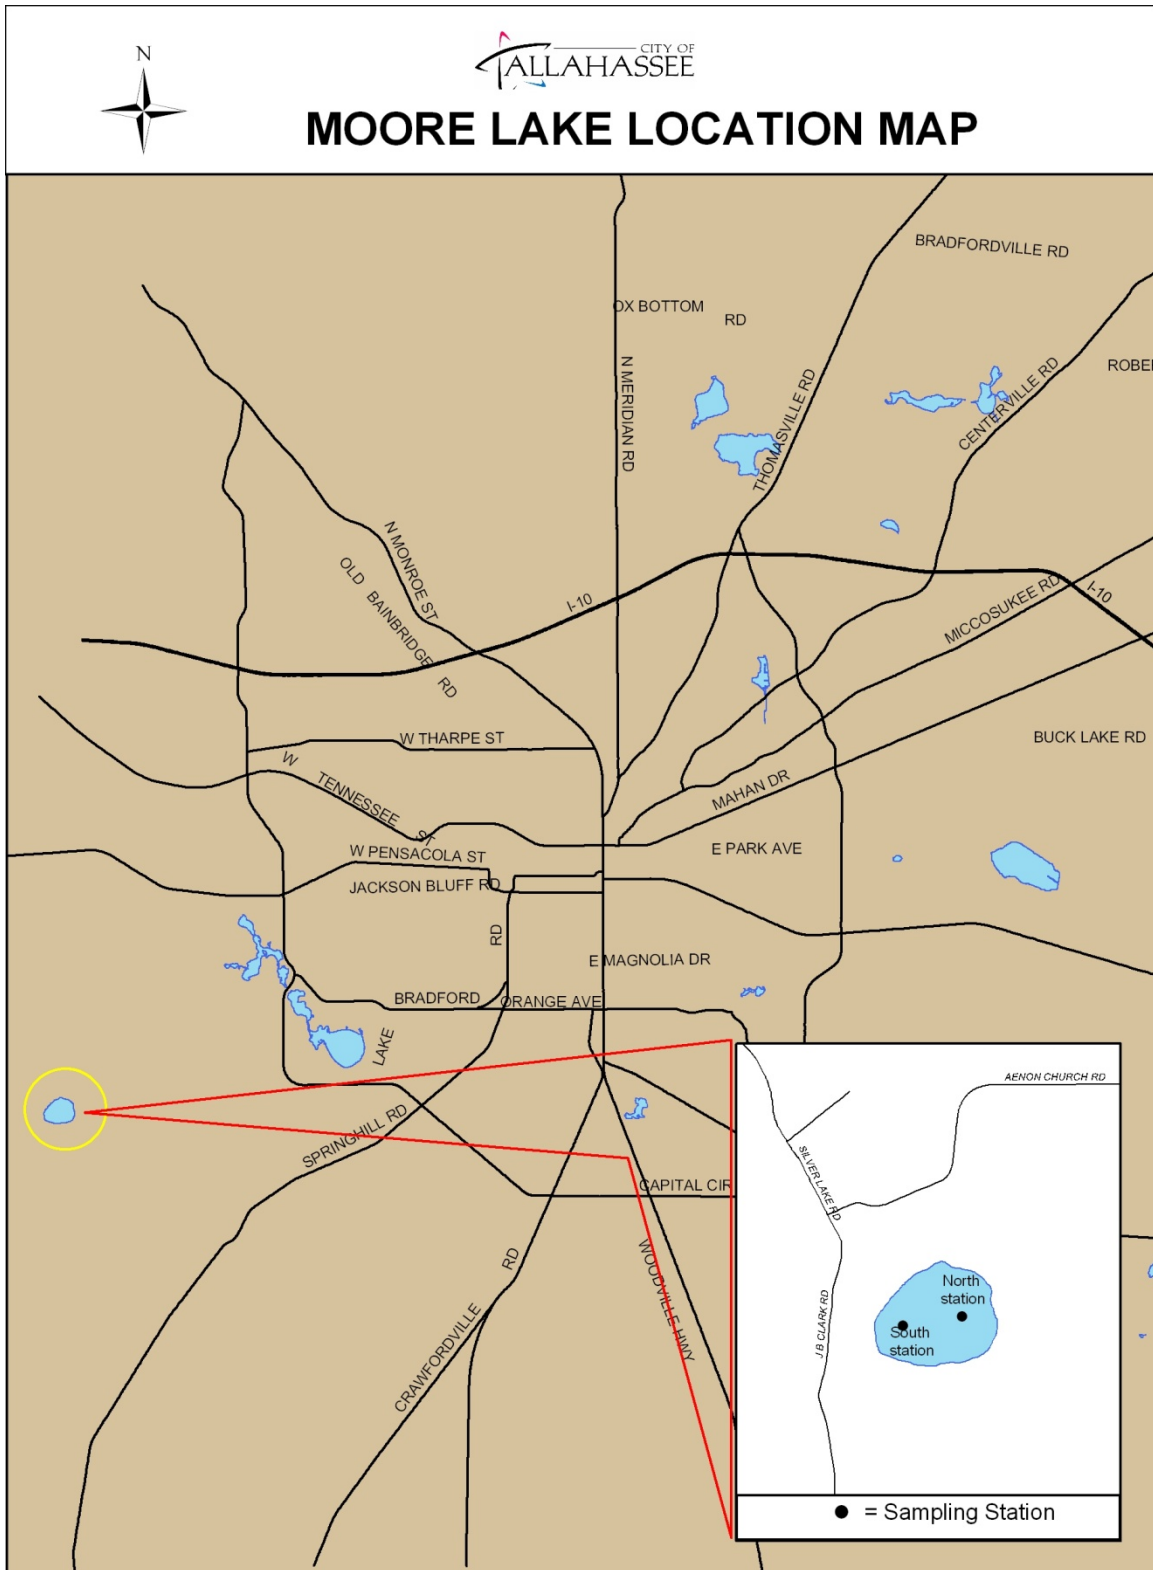 N
CITY OF
TALLAHASSEE
MOORE LAKE LOCATION MAP
BRADFORDVILLE RD
OX BOTTOM
RD
N MERIDIAN RD
THOMASVILLE RD
CENTERVILLE RD
N MONROE ST
OLD BAINBRIDGE RD
I-10
MICCOSUKEE RD
I-10
W THARPE ST
BUCK LAKE RD
W TENNESSEE ST
MAHAN DR
W PENSACOLA ST
E PARK AVE
JACKSON BLUFF RD
RD
E MAGNOLIA DR
BRADFORD
ORANGE AVE
LAKE
SPRINGHILL RD
CAPITAL CIR
WOODVILLE HWY
CRAWFORDVILLE
RD
AENON CHURCH RD
SILVER LAKE RD
J B CLARK RD
North
station
South
station
= Sampling Station